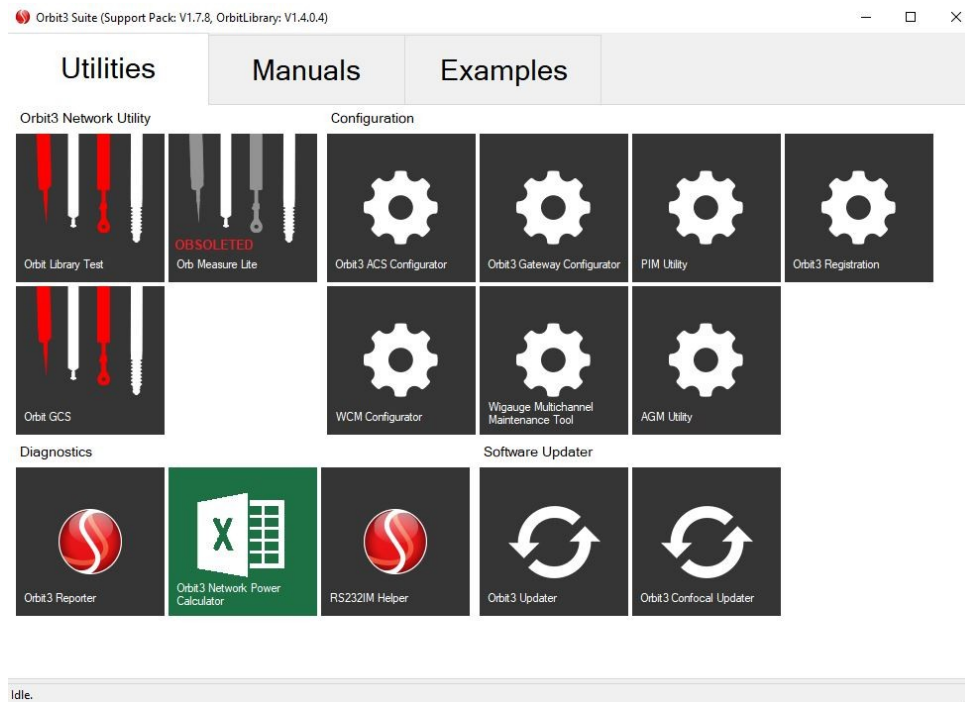 Orbit3 Suite (Support Pack: V1.7.8, OrbitLibrary: V1.4.0.4)
Utilities
Manuals
Examples
Orbit3 Network Utility
Configuration
Orbit Library Test
OBSOLETED
Orb Measure Lite
Orbit3 ACS Configurator
Orbit3 Gateway Configurator
PIM Utility
Orbit3 Registration
Orbit GCS
WCM Configurator
Wigauge Multichannel
Maintenance Tool
AGM Utility
Diagnostics
Software Updater
Orbit3 Reporter
X
Orbit3 Network Power
Calculator
RS232IM Helper
Orbit3 Updater
Orbit3 Confocal Updater
Idle.